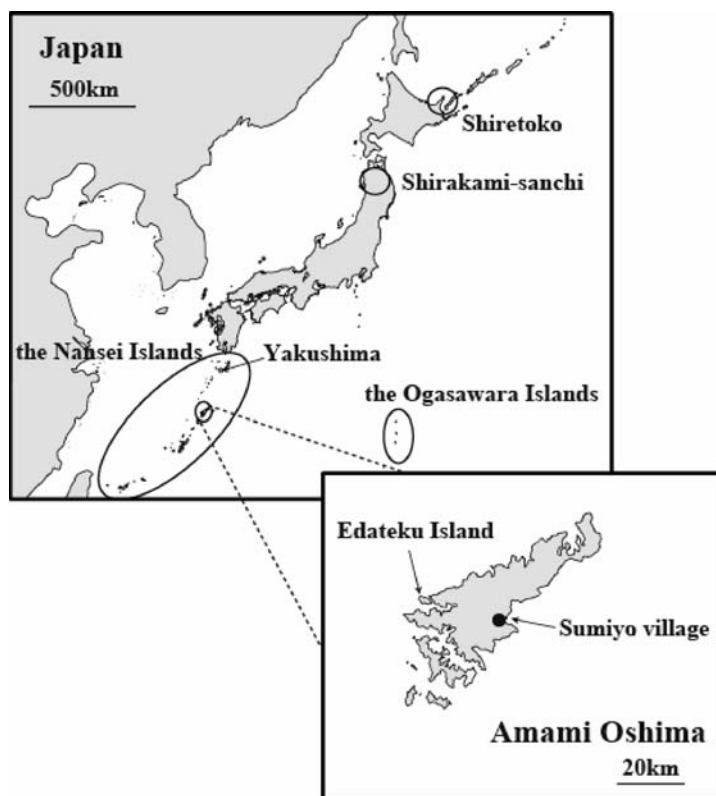 Japan
500km
Shiretoko
Shirakami-sanchi
the Nansei Islands
Yakushima
the Ogasawara Islands
Edateku Island
Sumiyo village
Amami Oshima
20km